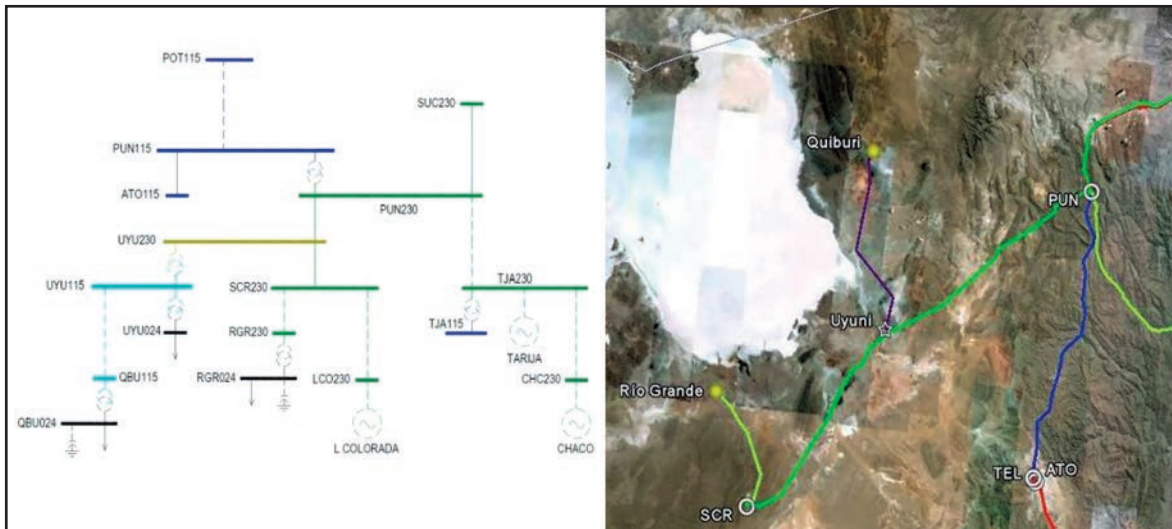 POT115
SUC230
PUN115
ATO115
PUN230
UYU230
UYU115
SCR230
TJA230
UYU024
RGR230
TJA115
TARIJA
QBU115
RGR024
LCO230
CHC230
QBU024
L COLORADA
CHACO
Quiburi
PUN
Uyuni
Río Grande
TEL
ATO
SCR